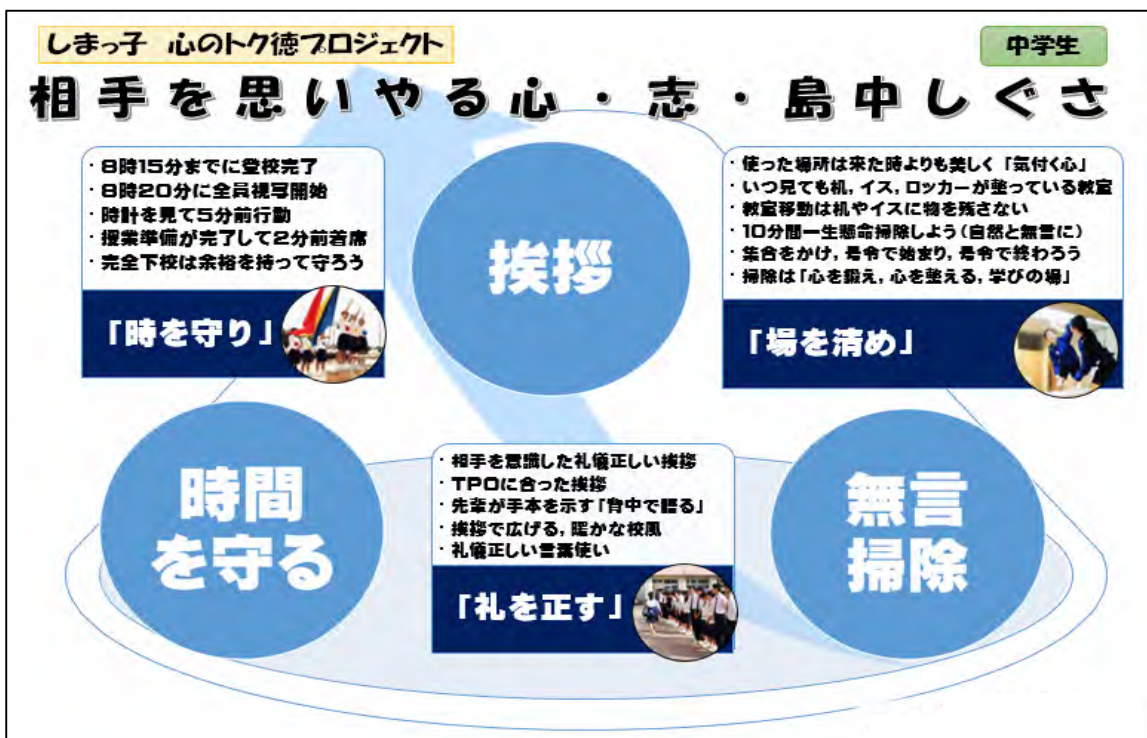 しまっ子 心のトク徳プロジェクト
中学生
相手を思いやる心・志・島中しぐさ
・8時15分までに登校完了
・8時20分に全員視写開始
・時計を見て5分前行動
・授業準備が完了して2分前着席
・完全下校は余裕を持って守ろう
「時を守り」
挨拶
・使った場所は来た時よりも美しく「気付く心」
・いつ見ても机，イス，ロッカーが整っている教室
・教室移動は机やイスに物を残さない
・10分間一生懸命掃除しよう（自然と無言に）
・集合をかけ，号令で始まり，号令で終わろう
・掃除は「心を鍛え，心を整える，学びの場」
「場を清め」
時間
を守る
・相手を意識した礼儀正しい挨拶
・TPOに合った挨拶
・先輩が手本を示す「背中で語る」
・挨拶で広げる，暖かな校風
・礼儀正しい言葉使い
「礼を正す」
無言
掃除